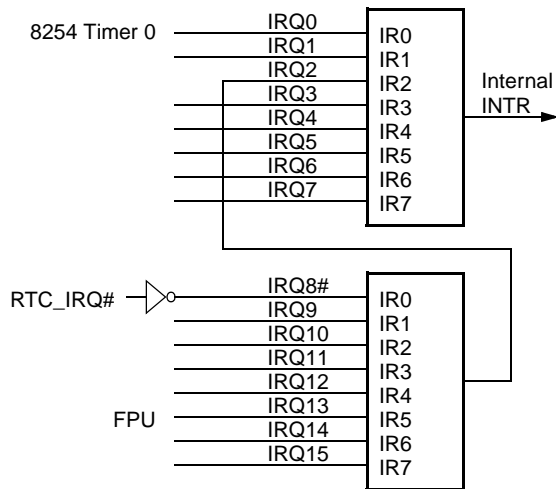 8254 Timer 0
IRQ0
IRQ1
IRQ2
IRQ3
IRQ4
IRQ5
IRQ6
IRQ7
IR0
IR1
IR2
IR3
IR4
IR5
IR6
IR7
Internal
INTR
RTC_IRQ#
FPU
IRQ8#
IRQ9
IRQ10
IRQ11
IRQ12
IRQ13
IRQ14
IRQ15
IR0
IR1
IR2
IR3
IR4
IR5
IR6
IR7